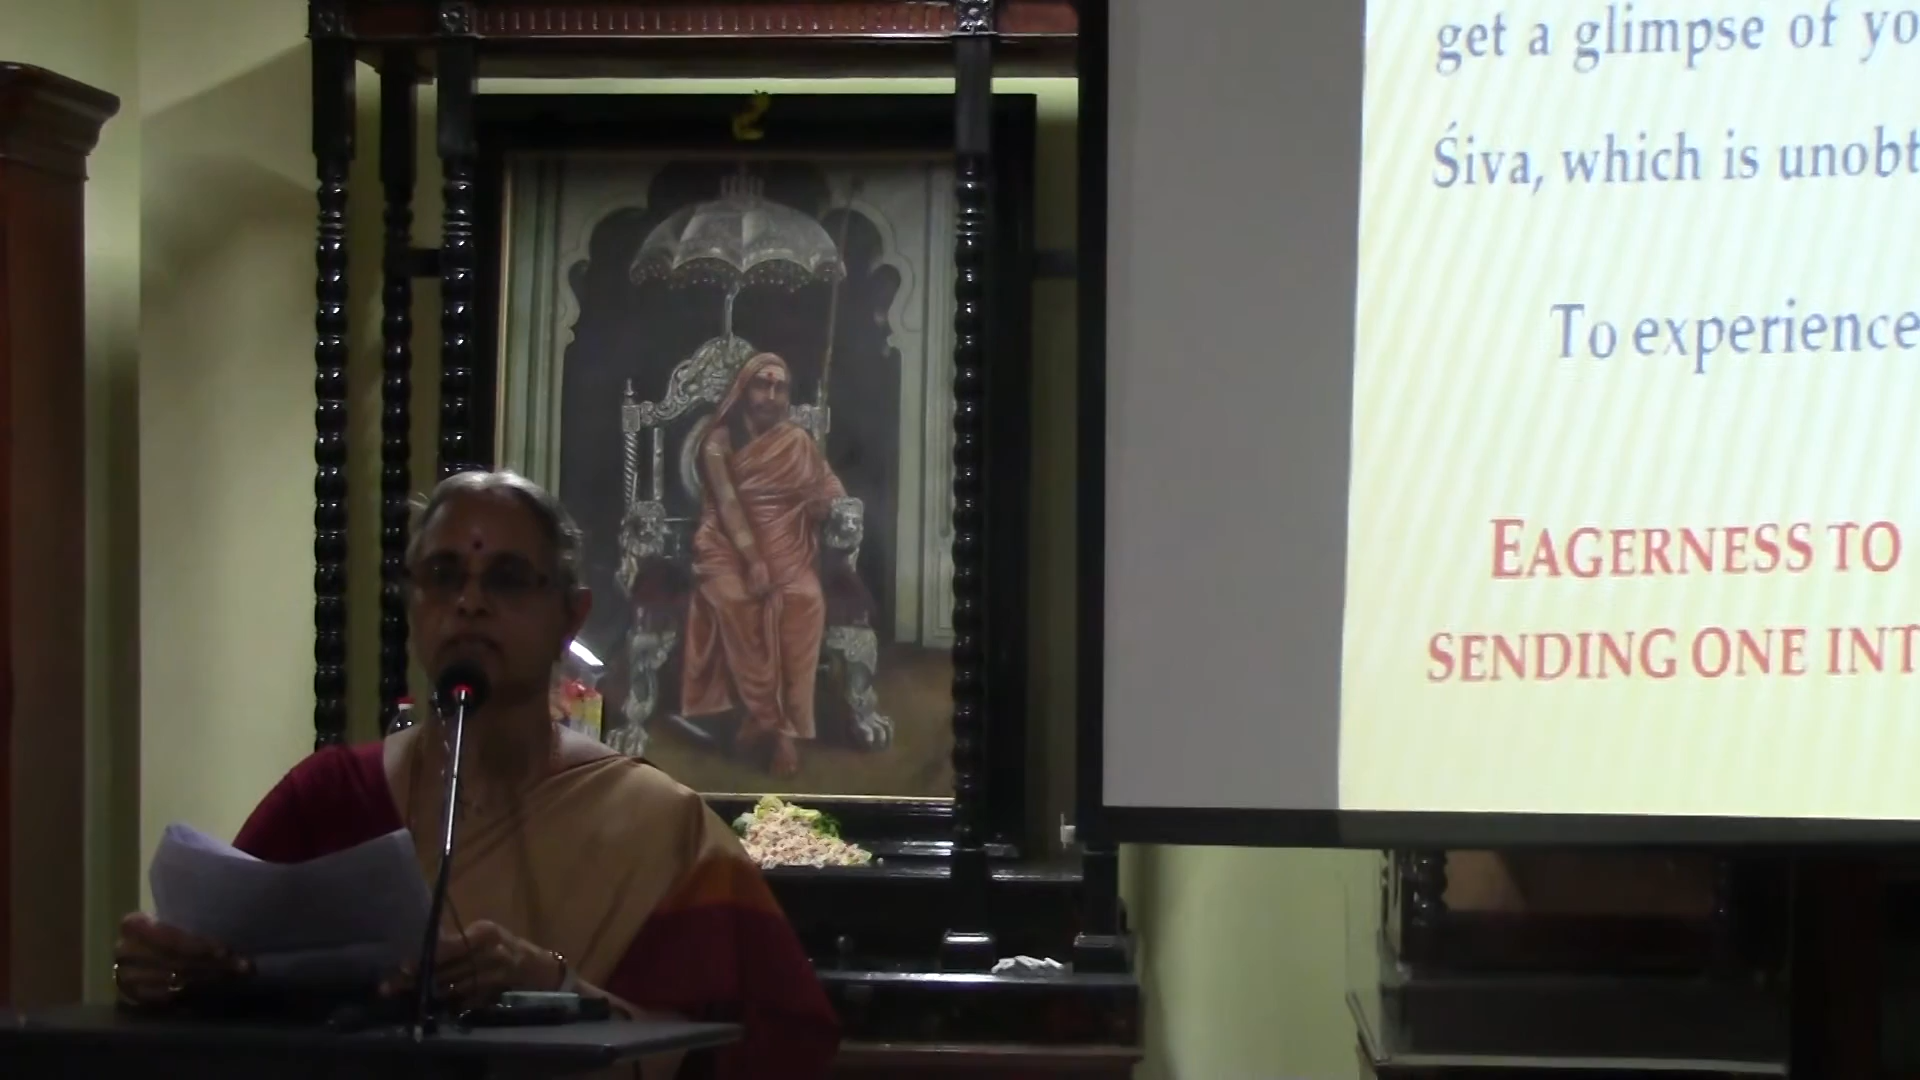 get a glimpse of yo
Śiva, which is unobt
To experience
EAGERNESS TO
SENDING ONE INT